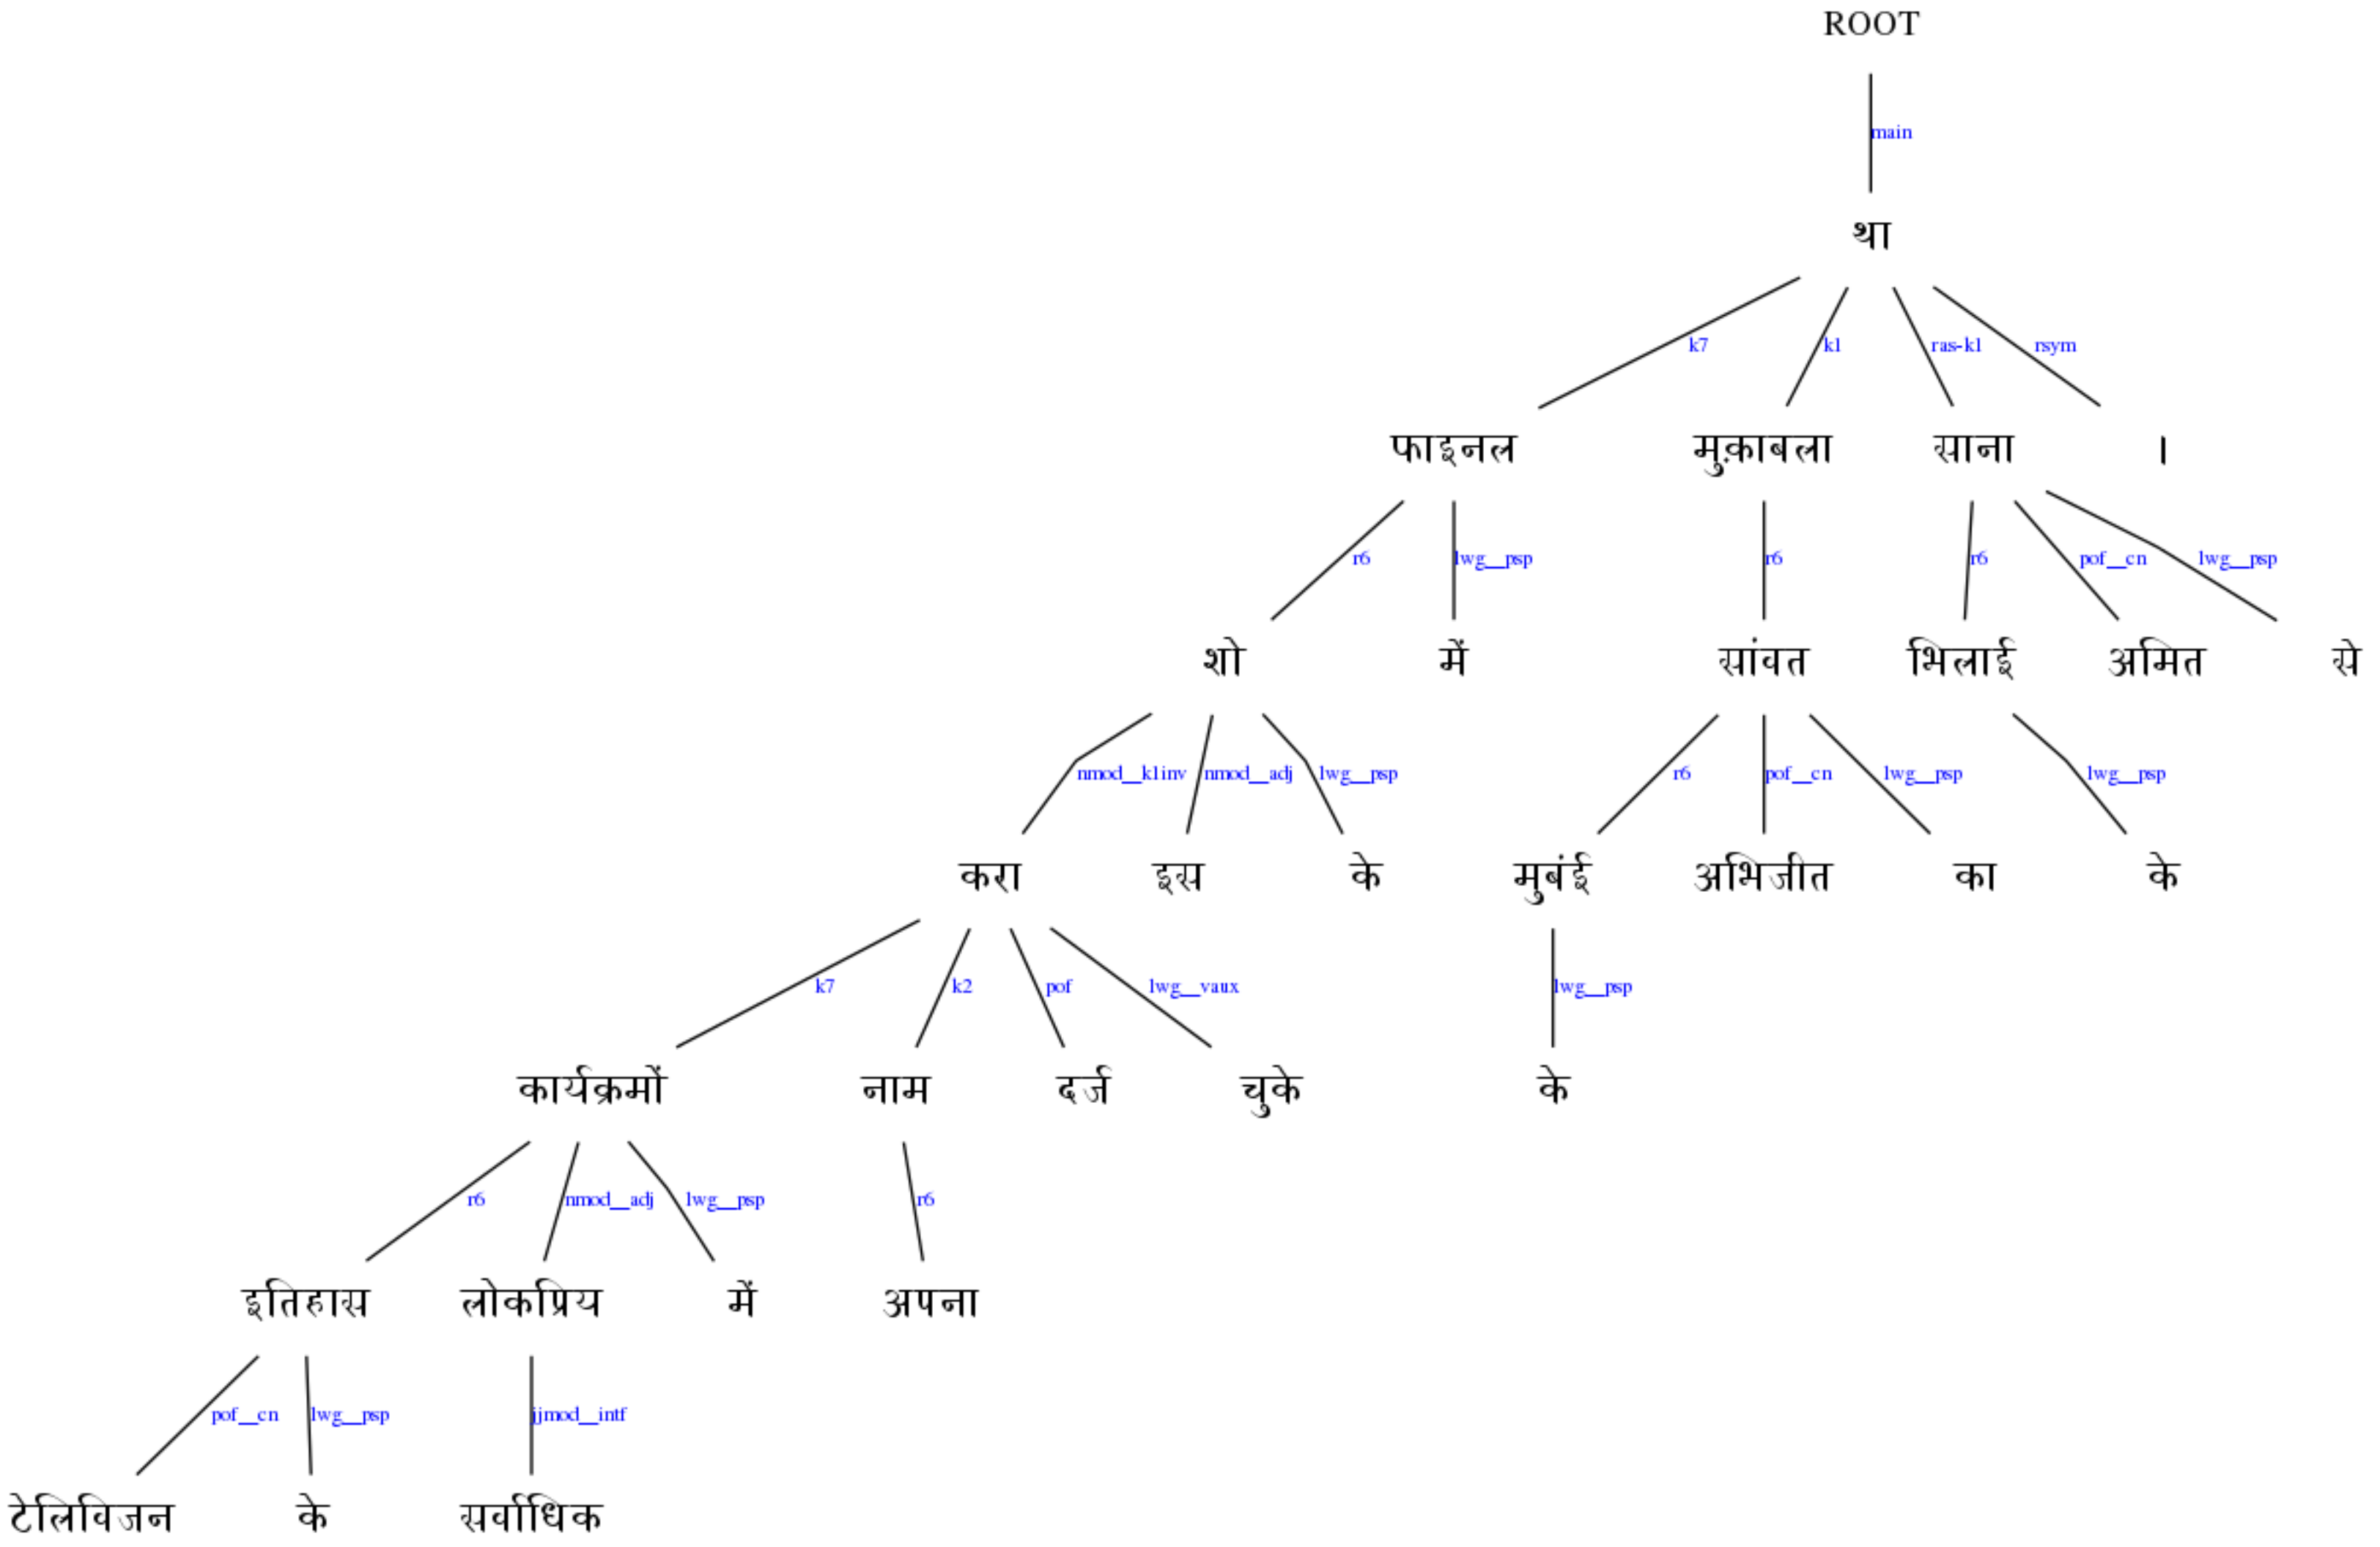 ROOT
main
था
k7 k1 ras-k1 rsym
फाइनल मुक़ाबला साना ।
r6 lwg__psp r6 r6 pof__cn lwg__psp
शो में सांवत भिलाई अमित से
nmod__k1inv nmod__adj lwg__psp r6 pof__cn lwg__psp lwg__psp
करा इस के मुबंई अभिजीत का के
k7 k2 pof lwg__vaux lwg__psp
कार्यक्रमों नाम दर्ज चुके के
r6 nmod__adj lwg__psp r6
इतिहास लोकप्रिय में अपना
pof__cn lwg__psp jjmod__intf
टेलिविजन के सर्वाधिक